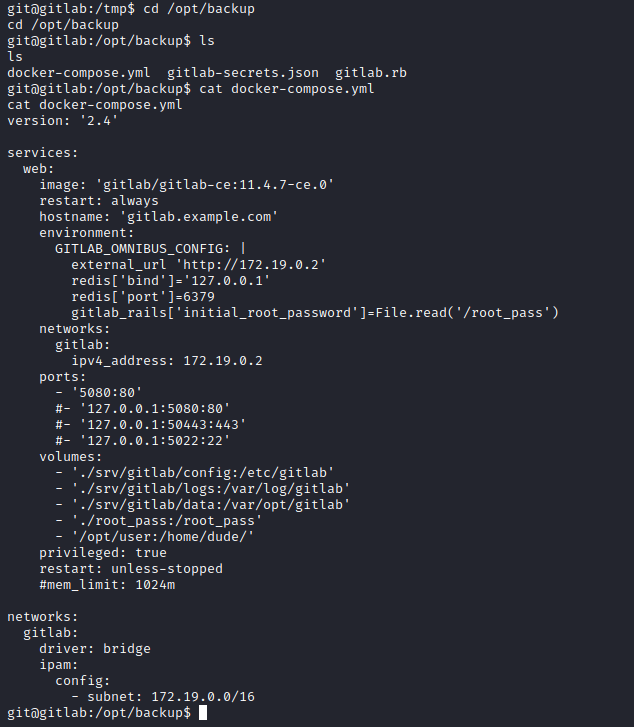 git@gitlab:/tmp$ cd /opt/backup
cd /opt/backup
git@gitlab:/opt/backup$ ls
ls
docker-compose.yml  gitlab-secrets.json  gitlab.rb
git@gitlab:/opt/backup$ cat docker-compose.yml
cat docker-compose.yml
version: '2.4'

services:
  web:
    image: 'gitlab/gitlab-ce:11.4.7-ce.0'
    restart: always
    hostname: 'gitlab.example.com'
    environment:
      GITLAB_OMNIBUS_CONFIG: |
        external_url 'http://172.19.0.2'
        redis['bind']='127.0.0.1'
        redis['port']=6379
        gitlab_rails['initial_root_password']=File.read('/root_pass')
    networks:
      gitlab:
        ipv4_address: 172.19.0.2
    ports:
      - '5080:80'
      #- '127.0.0.1:5080:80'
      #- '127.0.0.1:50443:443'
      #- '127.0.0.1:5022:22'
    volumes:
      - './srv/gitlab/config:/etc/gitlab'
      - './srv/gitlab/logs:/var/log/gitlab'
      - './srv/gitlab/data:/var/opt/gitlab'
      - './root_pass:/root_pass'
      - '/opt/user:/home/dude/'
    privileged: true
    restart: unless-stopped
    #mem_limit: 1024m

networks:
  gitlab:
    driver: bridge
    ipam:
      config:
        - subnet: 172.19.0.0/16
git@gitlab:/opt/backup$